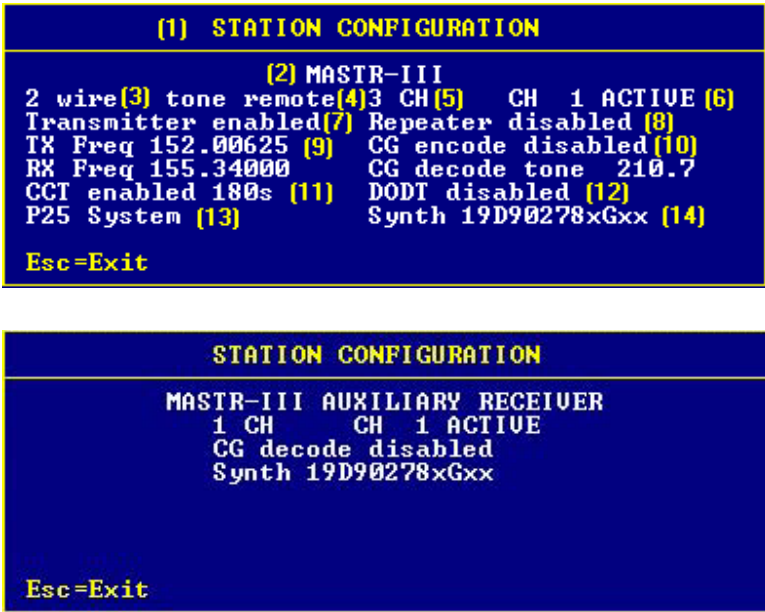 (1) STATION CONFIGURATION
(2) MASTR-III
2 wire(3) tone remote(4)3 CH(5) CH 1 ACTIVE (6)
Transmitter enabled(7) Repeater disabled (8)
TX Freq 152.00625 (9) CG encode disabled(10)
RX Freq 155.34000 CG decode tone 210.7
CCT enabled 180s (11) DODT disabled (12)
P25 System (13) Synth 19D90278xGxx (14)
Esc=Exit
STATION CONFIGURATION
MASTR-III AUXILIARY RECEIVER
1 CH CH 1 ACTIVE
CG decode disabled
Synth 19D90278xGxx
Esc=Exit